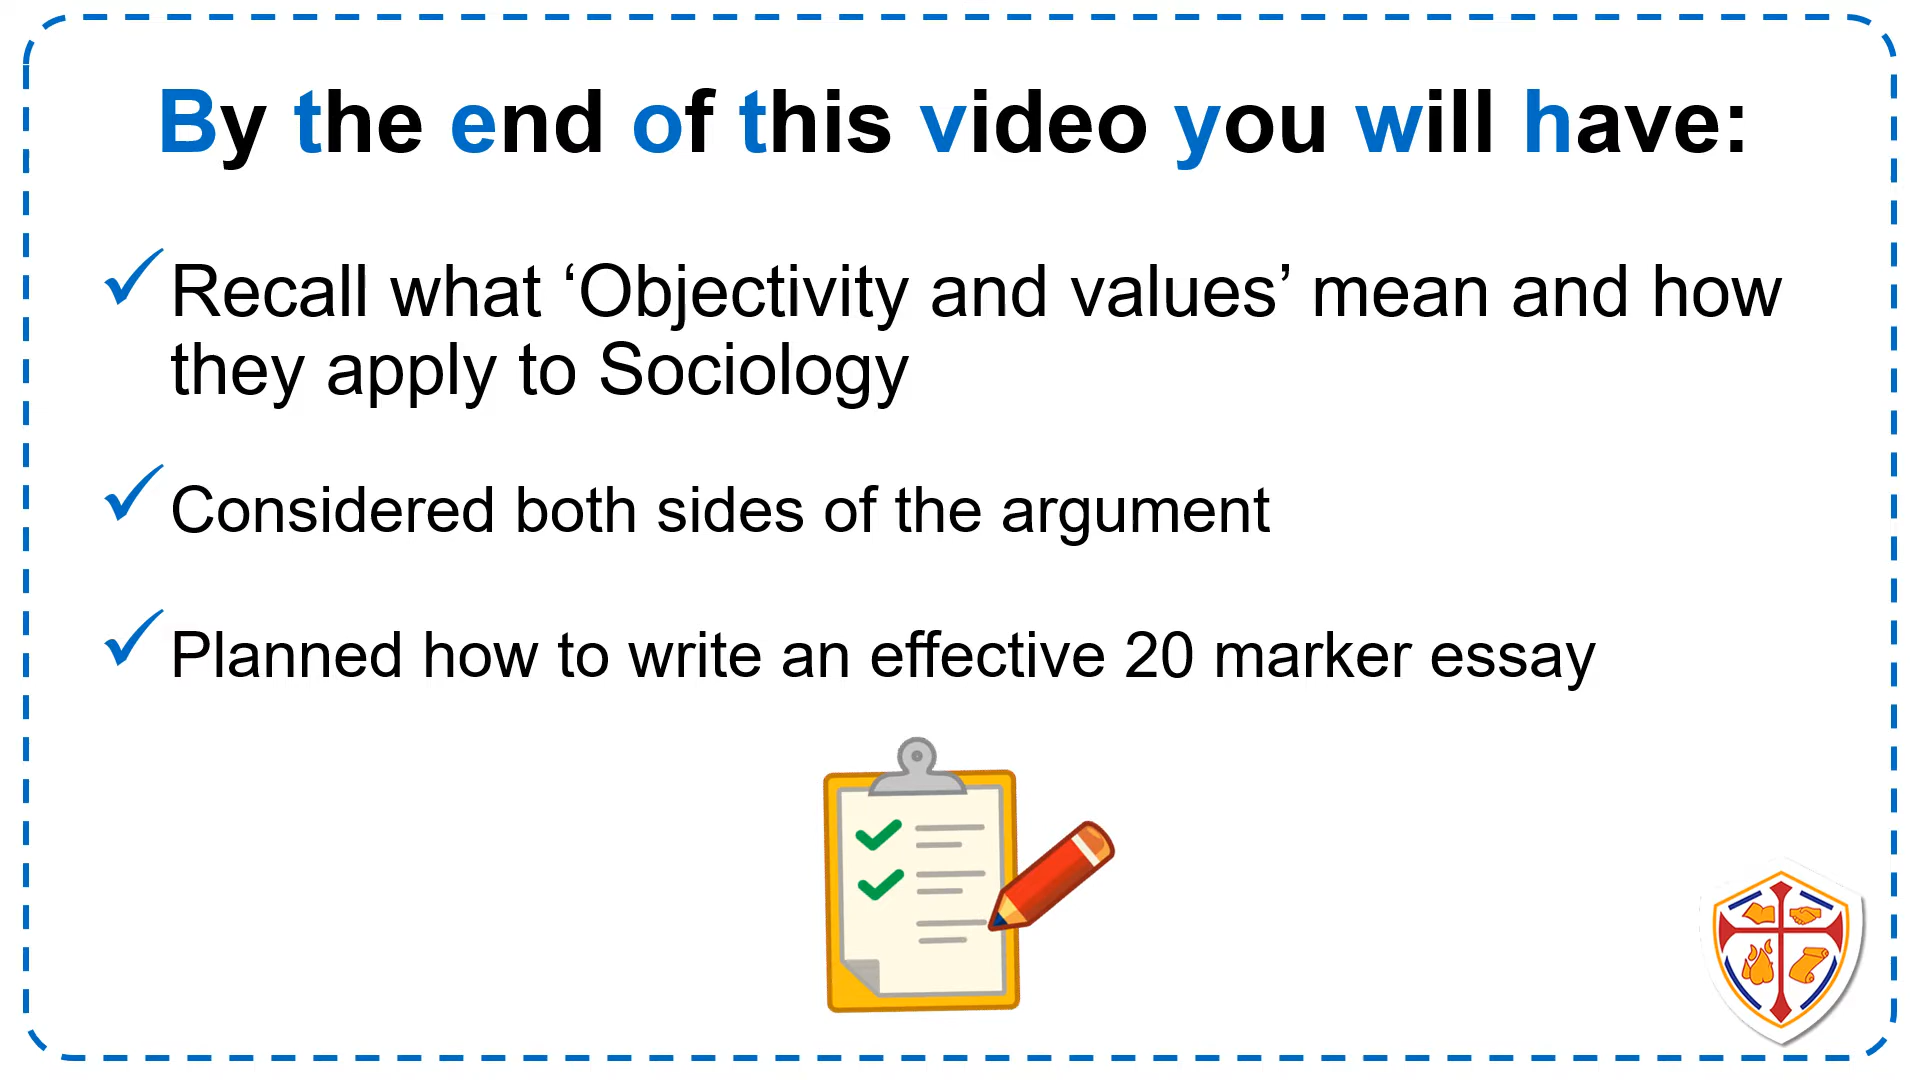 By the end of this video you will have:
Recall what ‘Objectivity and values’ mean and how
they apply to Sociology
Considered both sides of the argument
Planned how to write an effective 20 marker essay